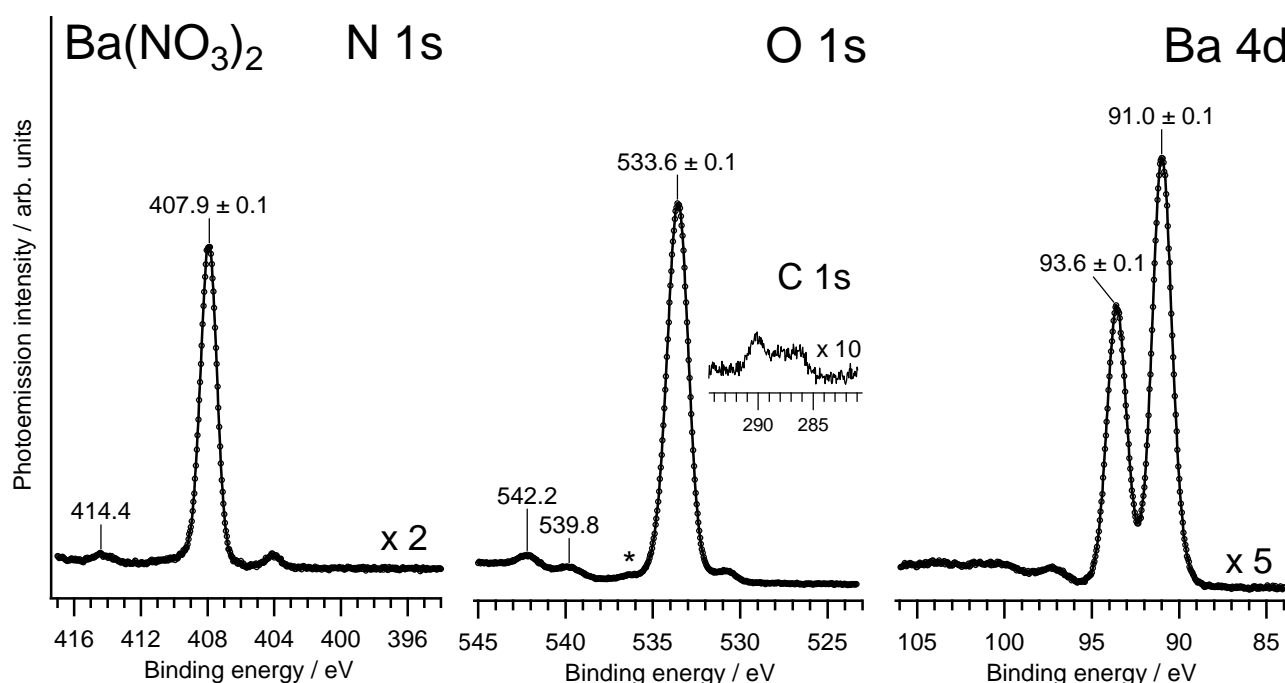 Ba(NO3)2
N 1s
O 1s
Ba 4d
Photoemission intensity / arb. units
407.9 ± 0.1
414.4
x 2
416 412 408 404 400 396
Binding energy / eV
533.6 ± 0.1
542.2
539.8
*
C 1s
x 10
290 285
545 540 535 530 525
Binding energy / eV
91.0 ± 0.1
93.6 ± 0.1
x 5
105 100 95 90 85
Binding energy / eV